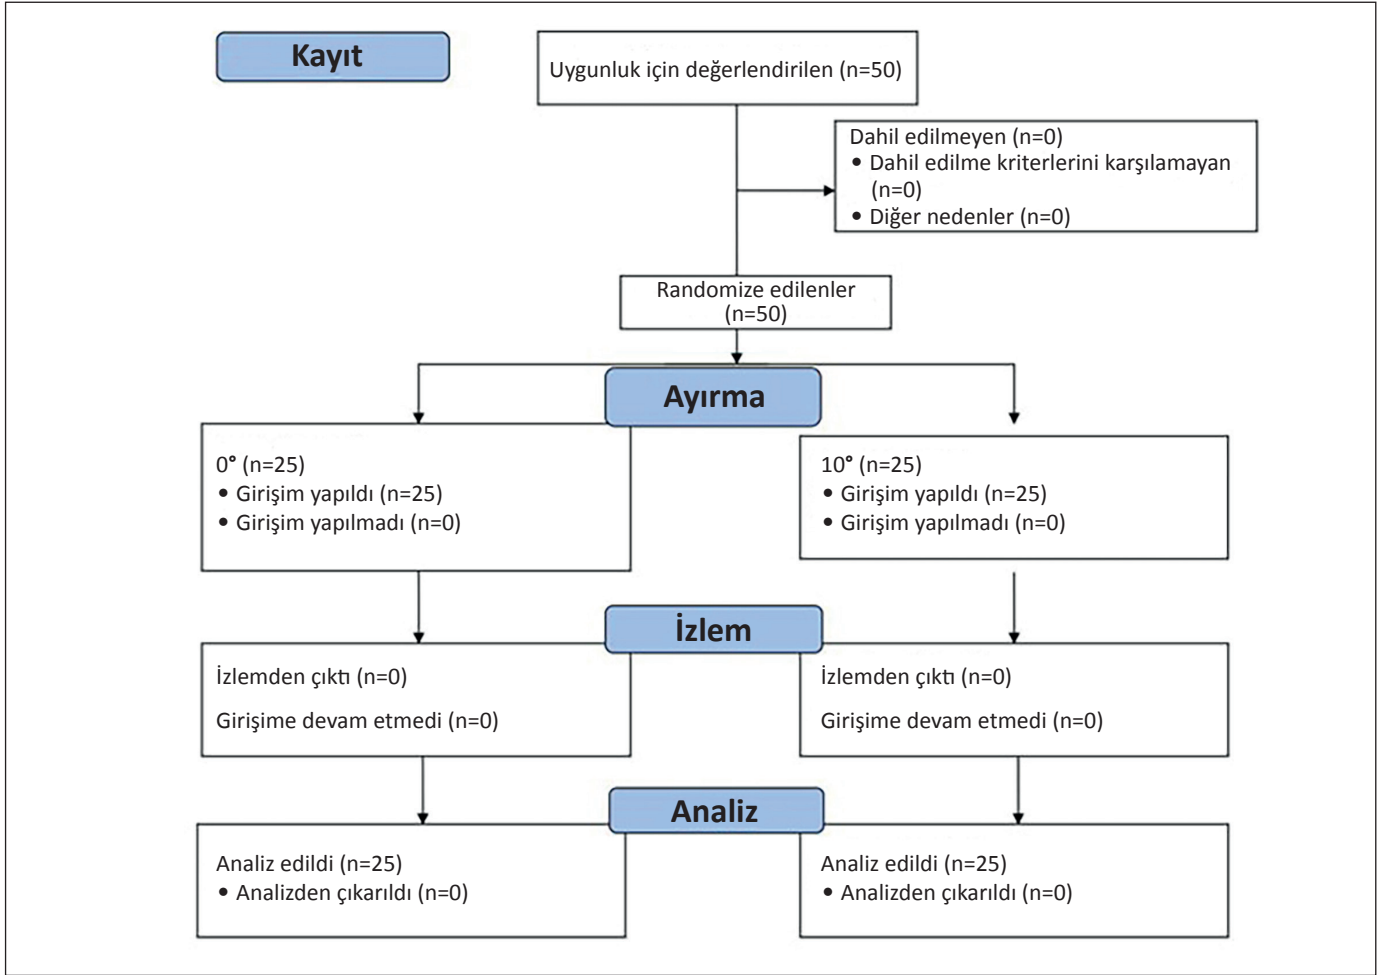 Kayıt
Uygunluk için değerlendirilen (n=50)
Dahil edilmeyen (n=0)
• Dahil edilme kriterlerini karşılamayan
(n=0)
• Diğer nedenler (n=0)
Randomize edilenler
(n=50)
Ayırma
0° (n=25)
• Girişim yapıldı (n=25)
• Girişim yapılmadı (n=0)
10° (n=25)
• Girişim yapıldı (n=25)
• Girişim yapılmadı (n=0)
İzlem
İzlemden çıktı (n=0)
Girişime devam etmedi (n=0)
İzlemden çıktı (n=0)
Girişime devam etmedi (n=0)
Analiz
Analiz edildi (n=25)
• Analizden çıkarıldı (n=0)
Analiz edildi (n=25)
• Analizden çıkarıldı (n=0)